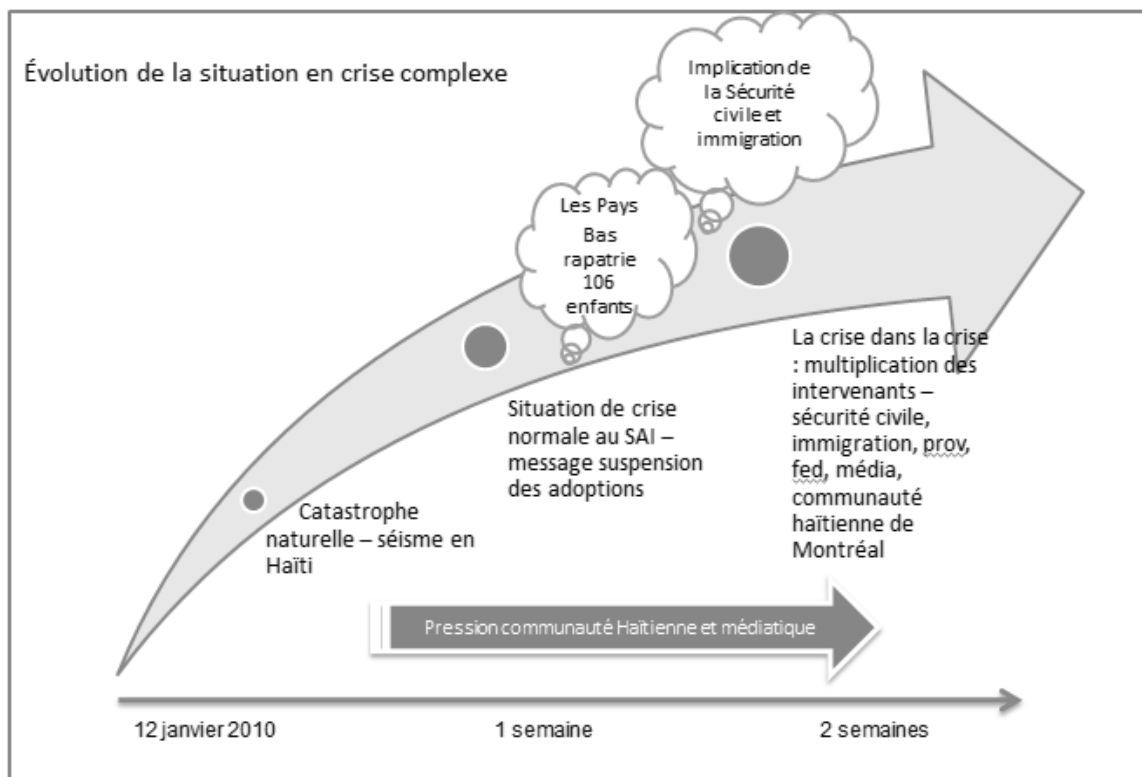 Évolution de la situation en crise complexe
Implication de
la Sécurité
civile et
immigration
Les Pays
Bas
rapatrie
106
enfants
La crise dans la crise
: multiplication des
intervenants –
sécurité civile,
immigration, prov,
fed, média,
communauté
haïtienne de
Montréal
Situation de crise
normale au SAI –
message suspension
des adoptions
Catastrophe
naturelle – séisme en
Haïti
Pression communauté Haïtienne et médiatique
12 janvier 2010
1 semaine
2 semaines